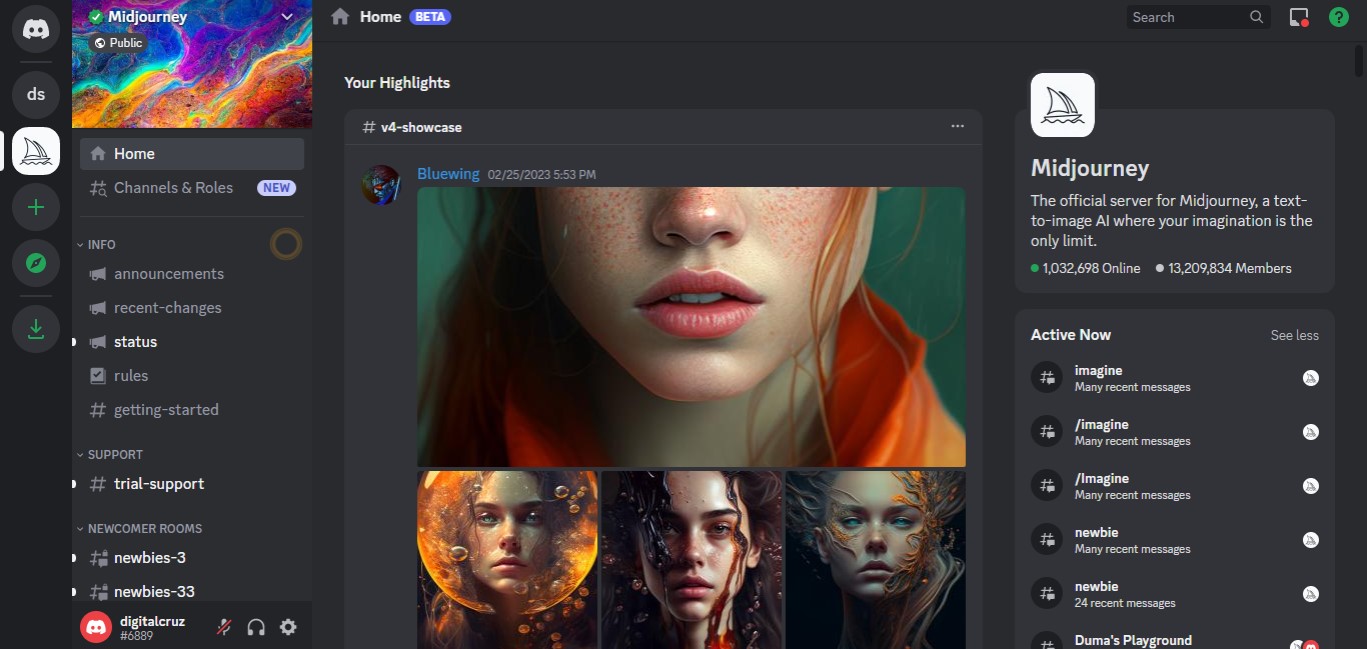 Midjourney
Public
ds
Home
Channels & Roles NEW
INFO
announcements
recent-changes
status
rules
getting-started
SUPPORT
trial-support
NEWCOMER ROOMS
newbies-3
newbies-33
digitalcruz
#6889
Home BETA
Search
?
Your Highlights
# v4-showcase
Bluewing 02/25/2023 5:53 PM
Midjourney
The official server for Midjourney, a text-
to-image AI where your imagination is the
only limit.
1,032,698 Online 13,209,834 Members
Active Now See less
imagine
Many recent messages
/imagine
Many recent messages
/Imagine
Many recent messages
newbie
Many recent messages
newbie
24 recent messages
Duma's Playground